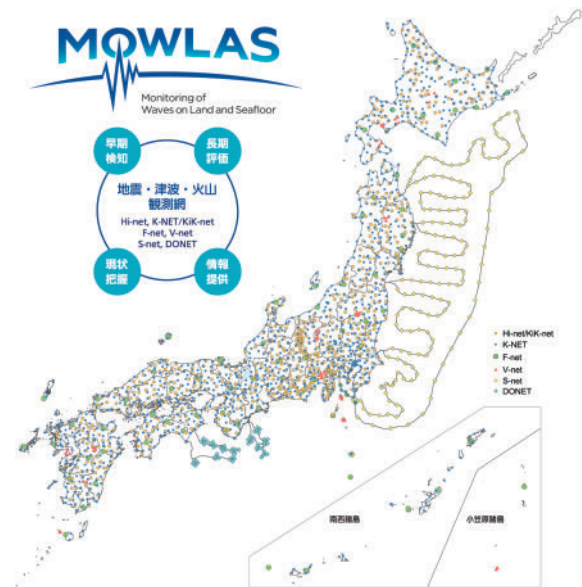 MOWLAS
Monitoring of
Waves on Land and Seafloor
早期
検知
長期
評価
地震・津波・火山
観測網
Hi-net, K-NET/KiK-net
F-net, V-net
S-net, DONET
現状
把握
情報
提供
Hi-net/KiK-net
K-NET
F-net
V-net
S-net
DONET
南西諸島
小笠原諸島